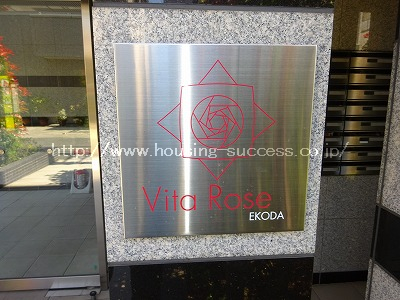 http://www.housing-success.co.jp/
Vita Rose
EKODA